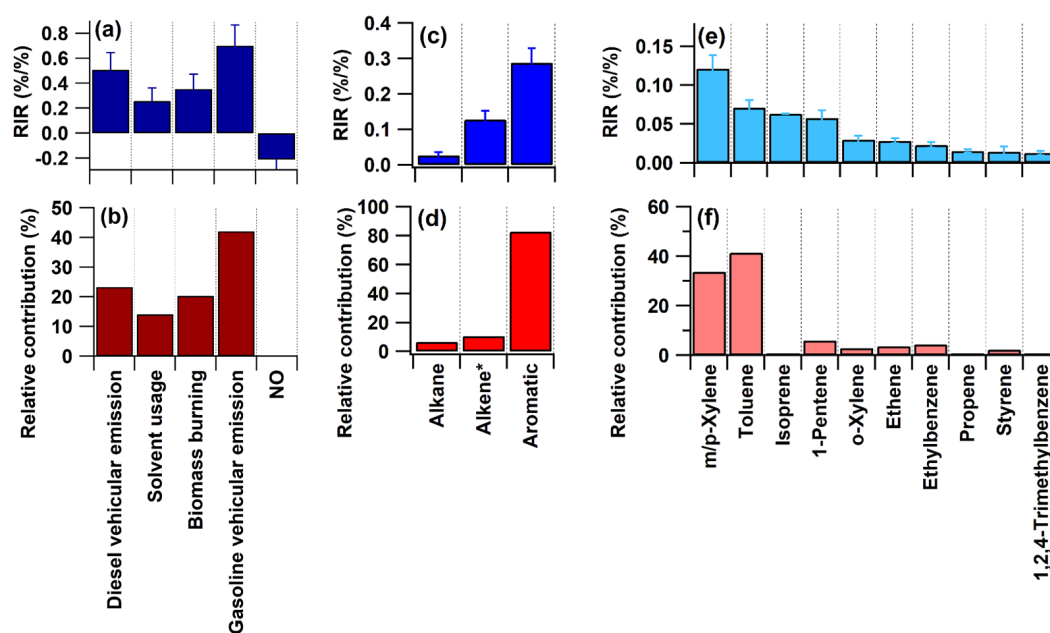 (a)
RIR (%/%)
0.8
0.6
0.4
0.2
0.0
-0.2
(b)
Relative contribution (%)
50
40
30
20
10
0
Diesel vehicular emission
Solvent usage
Biomass burning
Gasoline vehicular emission
NO
(c)
RIR (%/%)
0.4
0.3
0.2
0.1
0.0
(d)
Relative contribution (%)
100
80
60
40
20
0
Alkane
Alkene*
Aromatic
(e)
RIR (%/%)
0.15
0.10
0.05
0.00
(f)
Relative contribution (%)
60
40
20
0
m/p-Xylene
Toluene
Isoprene
1-Pentene
o-Xylene
Ethene
Ethylbenzene
Propene
Styrene
1,2,4-Trimethylbenzene